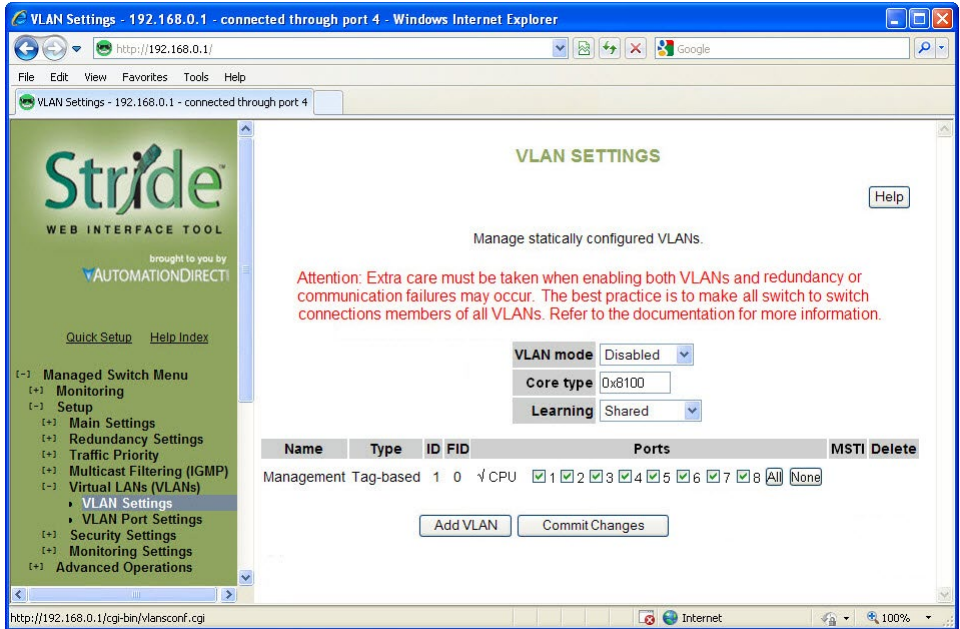 VLAN Settings - 192.168.0.1 - connected through port 4 - Windows Internet Explorer
http://192.168.0.1/
Google
File Edit View Favorites Tools Help
VLAN Settings - 192.168.0.1 - connected through port 4
Stride™
WEB INTERFACE TOOL
brought to you by
AUTOMATIONDIRECT
Quick Setup Help Index
[-] Managed Switch Menu
[+] Monitoring
[-] Setup
[+] Main Settings
[+] Redundancy Settings
[+] Traffic Priority
[+] Multicast Filtering (IGMP)
[-] Virtual LANs (VLANs)
VLAN Settings
VLAN Port Settings
[+] Security Settings
[+] Monitoring Settings
[+] Advanced Operations
VLAN SETTINGS
Help
Manage statically configured VLANs.
Attention: Extra care must be taken when enabling both VLANs and redundancy or
communication failures may occur. The best practice is to make all switch to switch
connections members of all VLANs. Refer to the documentation for more information.
VLAN mode Disabled
Core type 0x8100
Learning Shared
Name Type ID FID Ports MSTI Delete
Management Tag-based 1 0 √ CPU 1 2 3 4 5 6 7 8 All None
Add VLAN Commit Changes
http://192.168.0.1/cgi-bin/vlansconf.cgi
Internet
100%